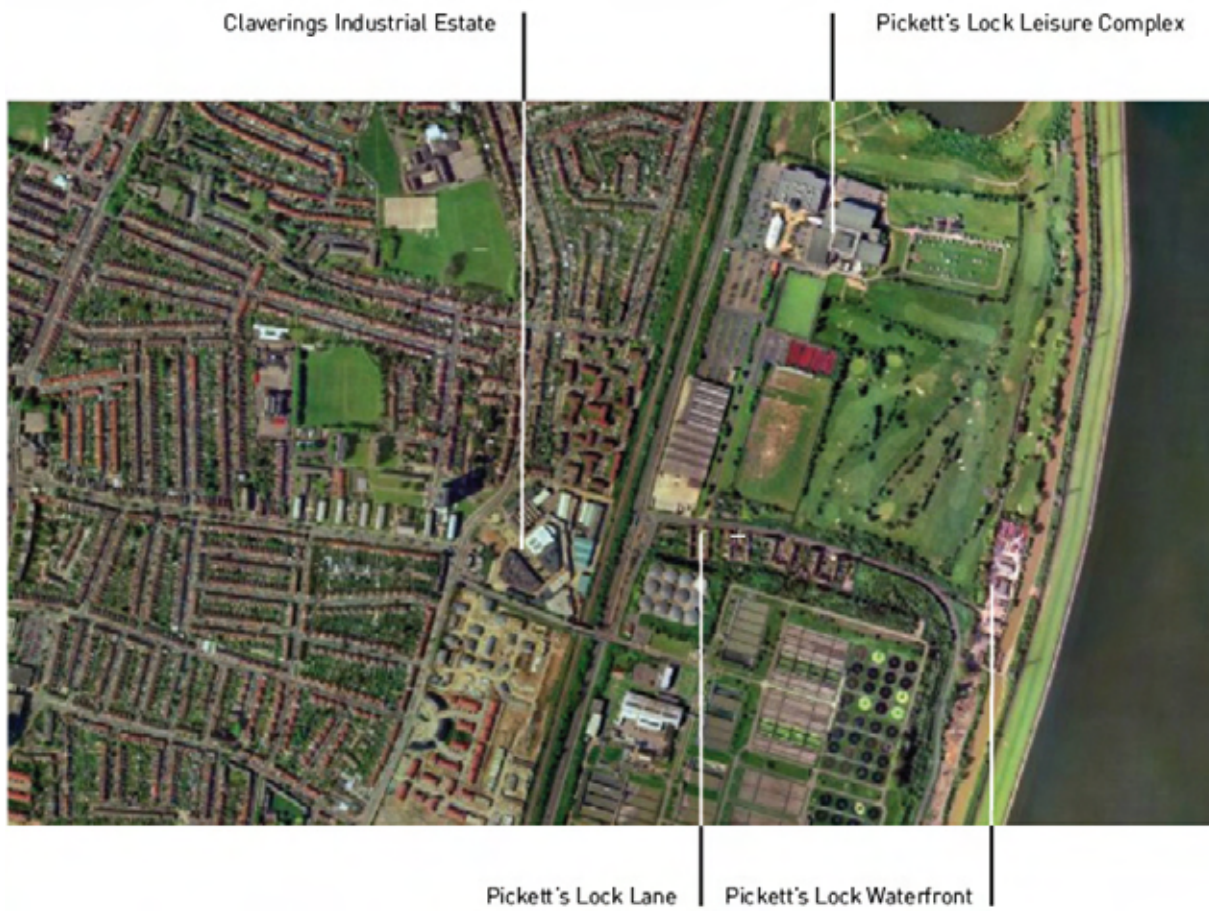 Claverings Industrial Estate
Pickett's Lock Leisure Complex
Pickett's Lock Lane
Pickett's Lock Waterfront